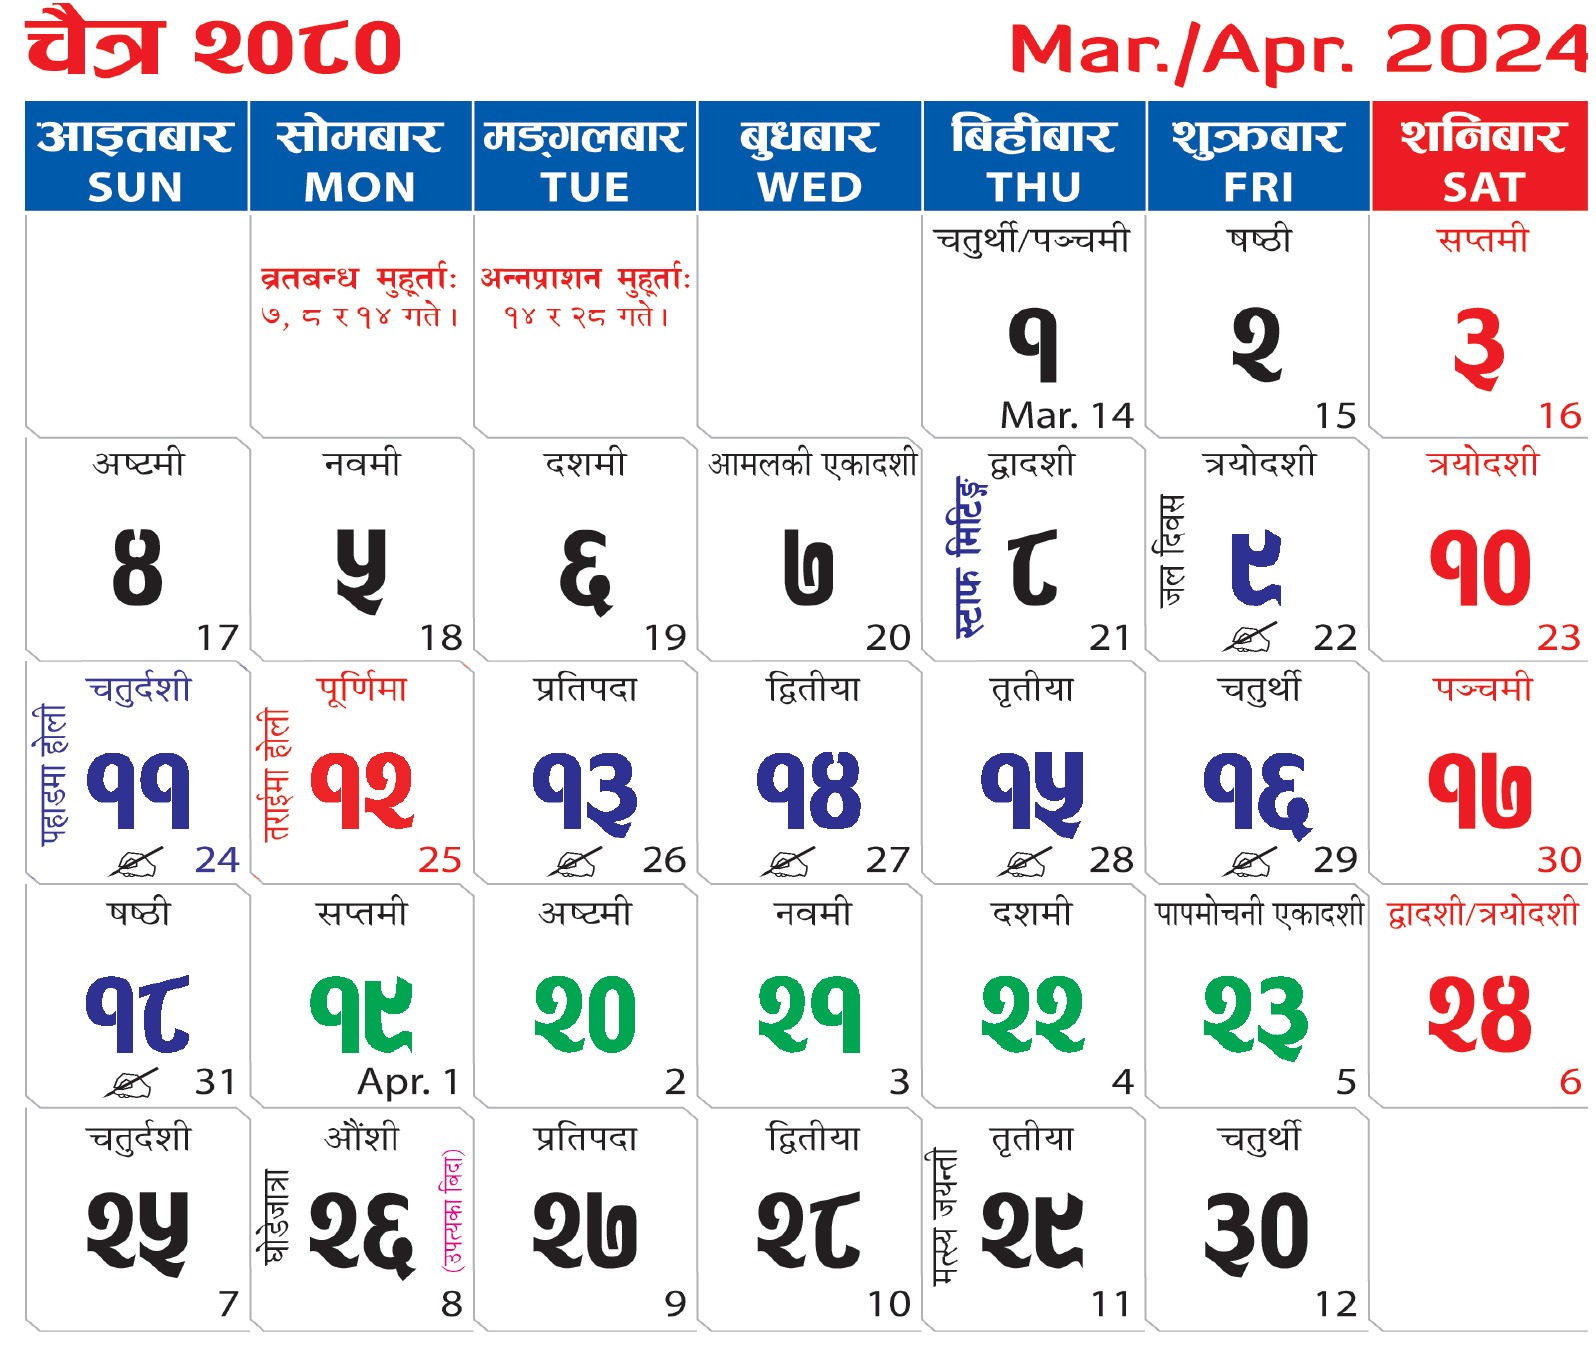 चैत्र २०८०
Mar./Apr. 2024
आइतबार सोमबार मङ्गलबार बुधबार बिहीबार शुक्रबार शनिबार
SUN MON TUE WED THU FRI SAT
चतुर्थी/पञ्चमी षष्ठी सप्तमी
व्रतबन्ध मुहूर्ताः
७, ८ र १४ गते ।
अन्नप्राशन मुहूर्ताः
१४ र २८ गते ।
१ २ ३
Mar. 14 15 16
अष्टमी नवमी दशमी आमलकी एकादशी द्वादशी त्रयोदशी त्रयोदशी
स्टाफ मिटिङ्ग
जल दिवस
४ ५ ६ ७ ८ ९ १०
17 18 19 20 21 22 23
चतुर्दशी पूर्णिमा प्रतिपदा द्वितीया तृतीया चतुर्थी पञ्चमी
पहाडमा होली
तराईमा होली
११ १२ १३ १४ १५ १६ १७
24 25 26 27 28 29 30
षष्ठी सप्तमी अष्टमी नवमी दशमी पापमोचनी एकादशी द्वादशी/त्रयोदशी
१८ १९ २० २१ २२ २३ २४
31 Apr. 1 2 3 4 5 6
चतुर्दशी औंशी प्रतिपदा द्वितीया तृतीया चतुर्थी
घोडेजात्रा
(उपत्यका बिदा)
मत्स्य जयन्ती
२५ २६ २७ २८ २९ ३०
7 8 9 10 11 12